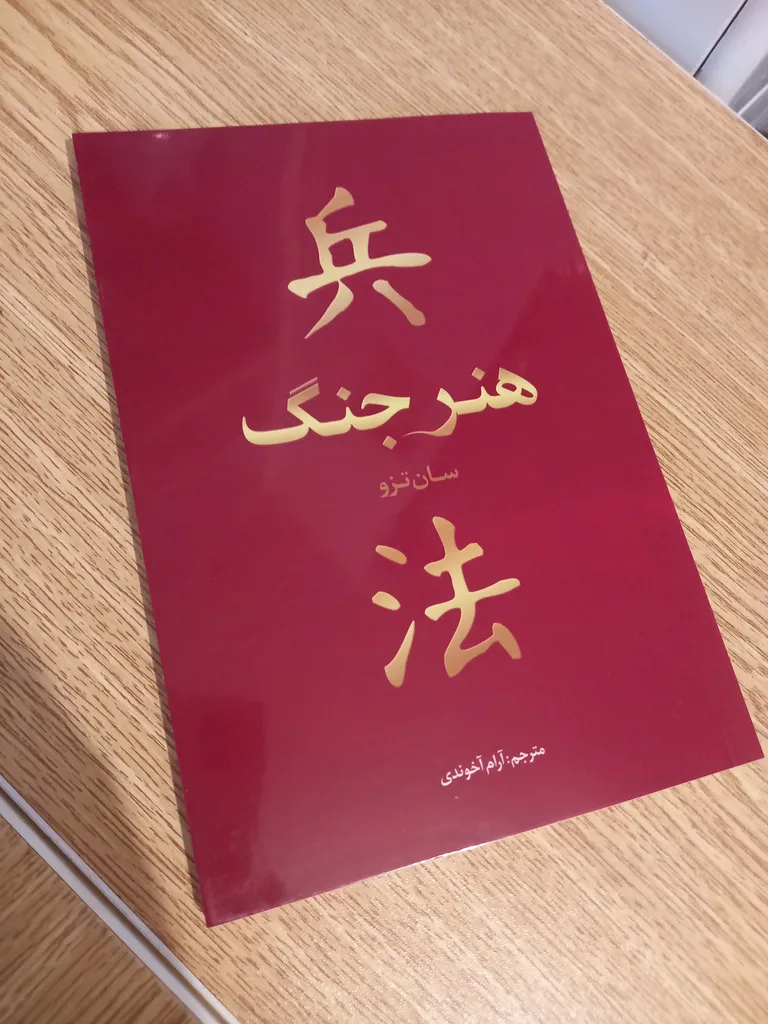 兵
هنر جنگ
سان تزو
法
مترجم: آرام آخوندی